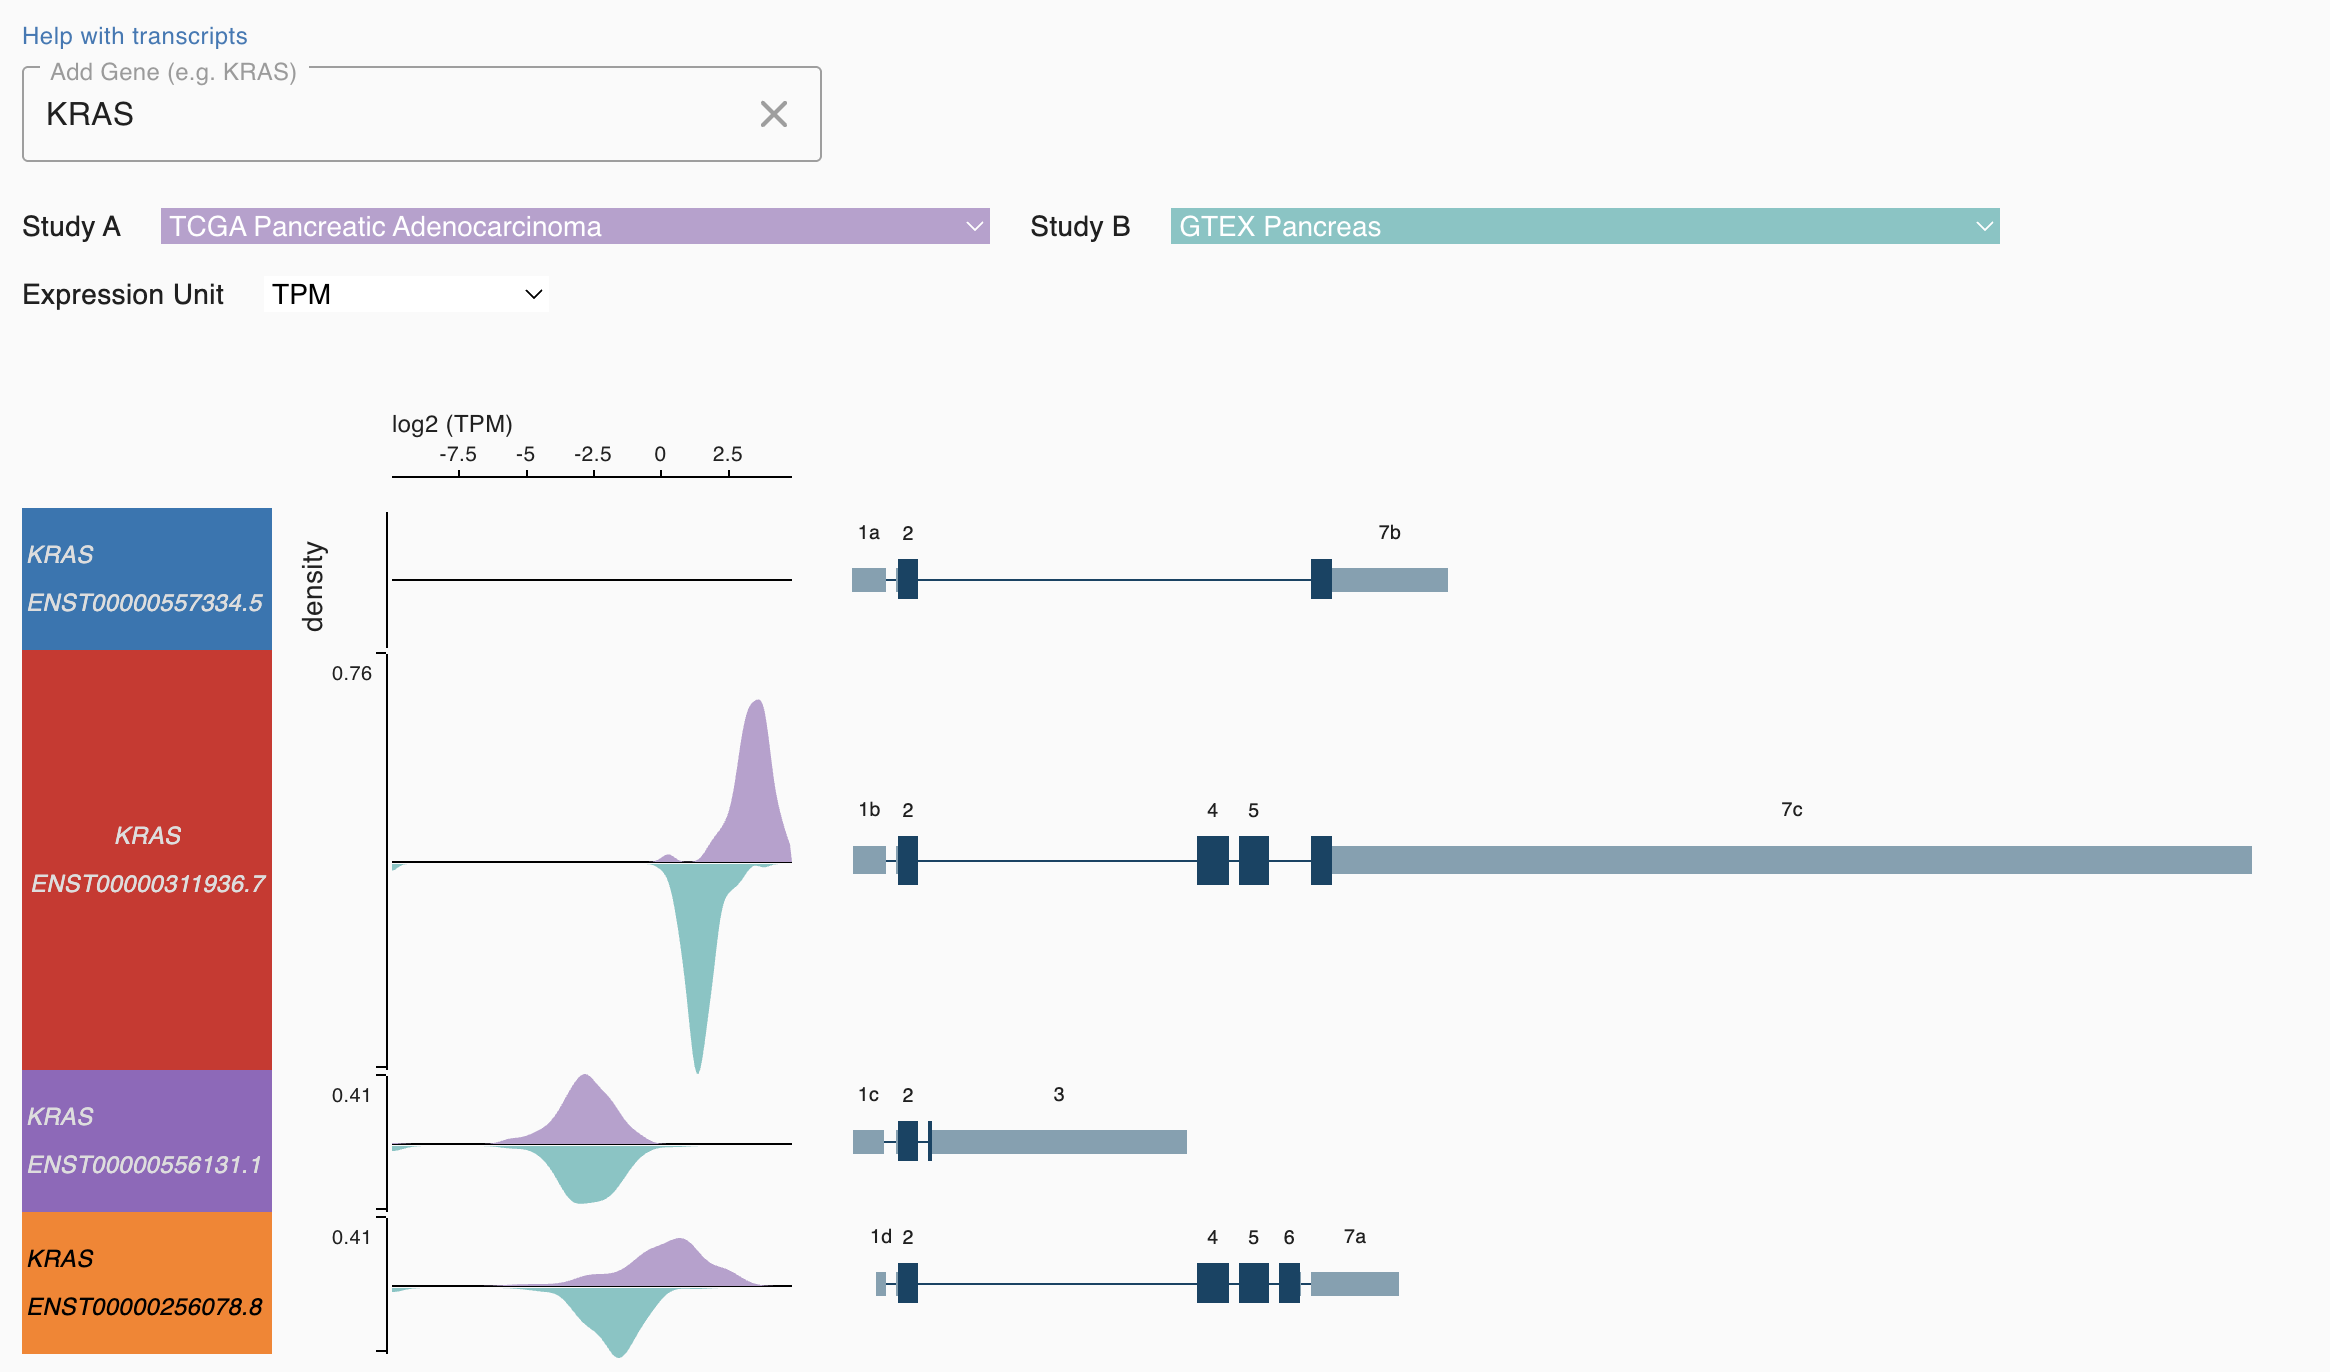 Help with transcripts
Add Gene (e.g. KRAS)
KRAS
Study A TCGA Pancreatic Adenocarcinoma Study B GTEX Pancreas
Expression Unit TPM
log2 (TPM)
-7.5 -5 -2.5 0 2.5
density
KRAS
ENST00000557334.5
1a 2 7b
0.76
KRAS
ENST00000311936.7
1b 2 4 5 7c
0.41
KRAS
ENST00000556131.1
1c 2 3
0.41
KRAS
ENST00000256078.8
1d 2 4 5 6 7a